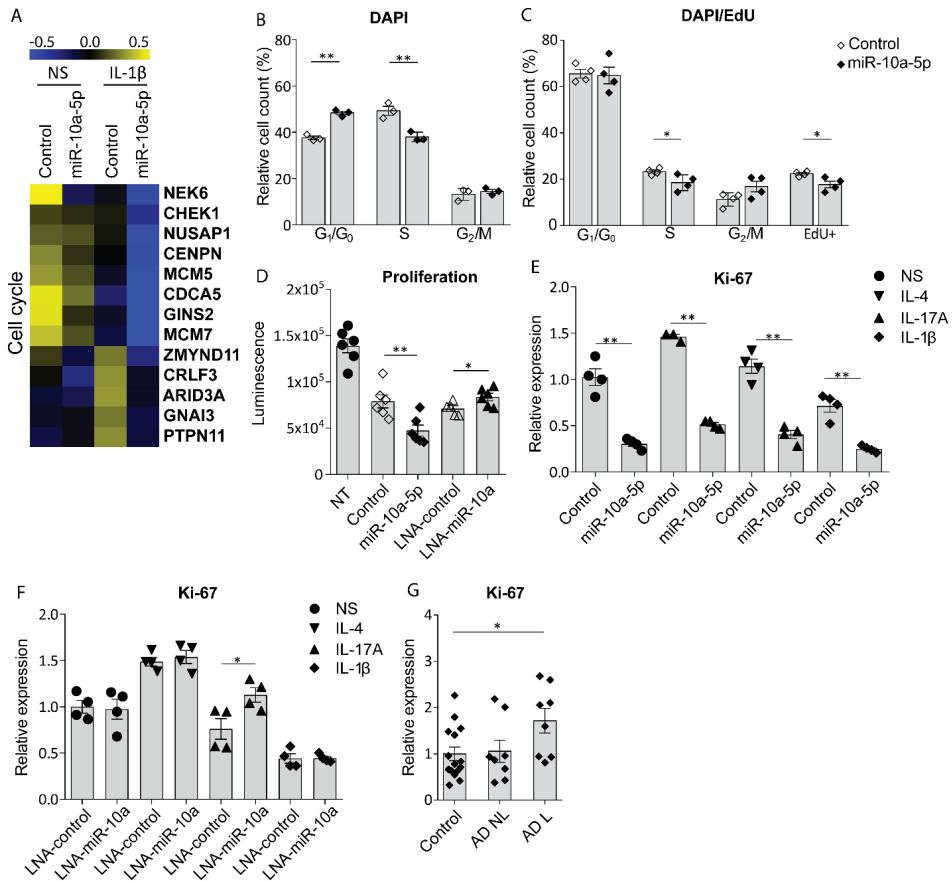 A
-0.5 0.0 0.5
NS IL-1β
Control
miR-10a-5p
Control
miR-10a-5p
Cell cycle
NEK6
CHEK1
NUSAP1
CENPN
MCM5
CDCA5
GINS2
MCM7
ZMYND11
CRLF3
ARID3A
GNAI3
PTPN11
B
DAPI
Relative cell count (%)
80
60
40
20
0
** **
G1/G0 S G2/M
C
DAPI/EdU
Relative cell count (%)
80
60
40
20
0
* *
G1/G0 S G2/M EdU+
Control
miR-10a-5p
D
Proliferation
Luminescence
2x10⁵
1.5x10⁵
1x10⁵
5x10⁴
0
** *
NT
Control
miR-10a-5p
LNA-control
LNA-miR-10a
E
Ki-67
Relative expression
2.0
1.5
1.0
0.5
0.0
** ** ** **
Control
miR-10a-5p
Control
miR-10a-5p
Control
miR-10a-5p
Control
miR-10a-5p
NS
IL-4
IL-17A
IL-1β
F
Ki-67
Relative expression
2.0
1.5
1.0
0.5
0.0
*
LNA-control
LNA-miR-10a
LNA-control
LNA-miR-10a
LNA-control
LNA-miR-10a
LNA-control
LNA-miR-10a
NS
IL-4
IL-17A
IL-1β
G
Ki-67
Relative expression
4
3
2
1
0
*
Control
AD NL
AD L